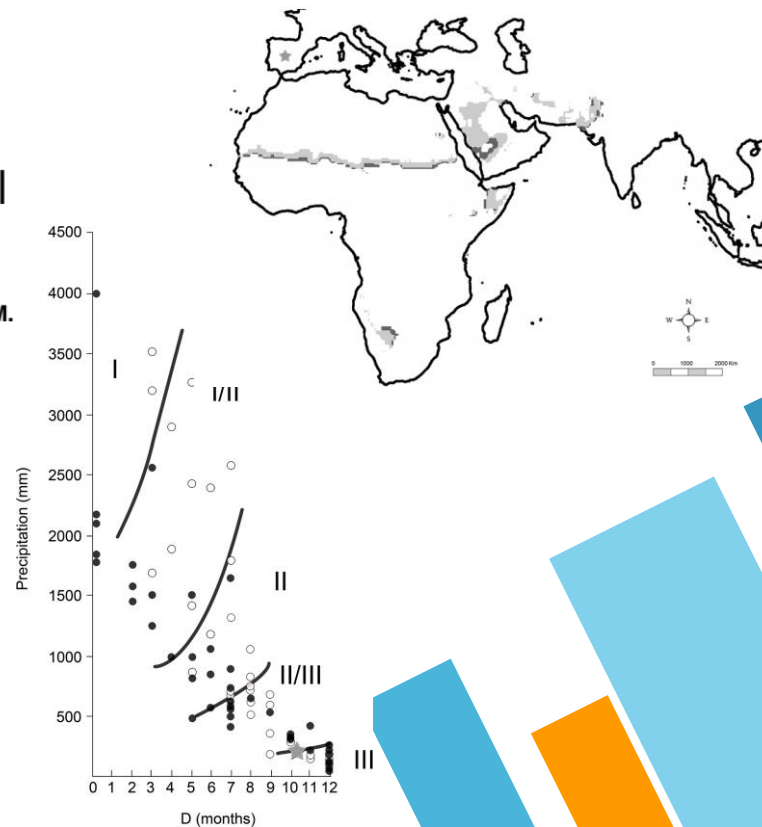 N
W E
S
0 1000 2000 Km
4500
4000
3500
3000
2500
2000
1500
1000
500
Precipitation (mm)
I
I/II
II
II/III
III
0 1 2 3 4 5 6 7 8 9 10 11 12
D (months)